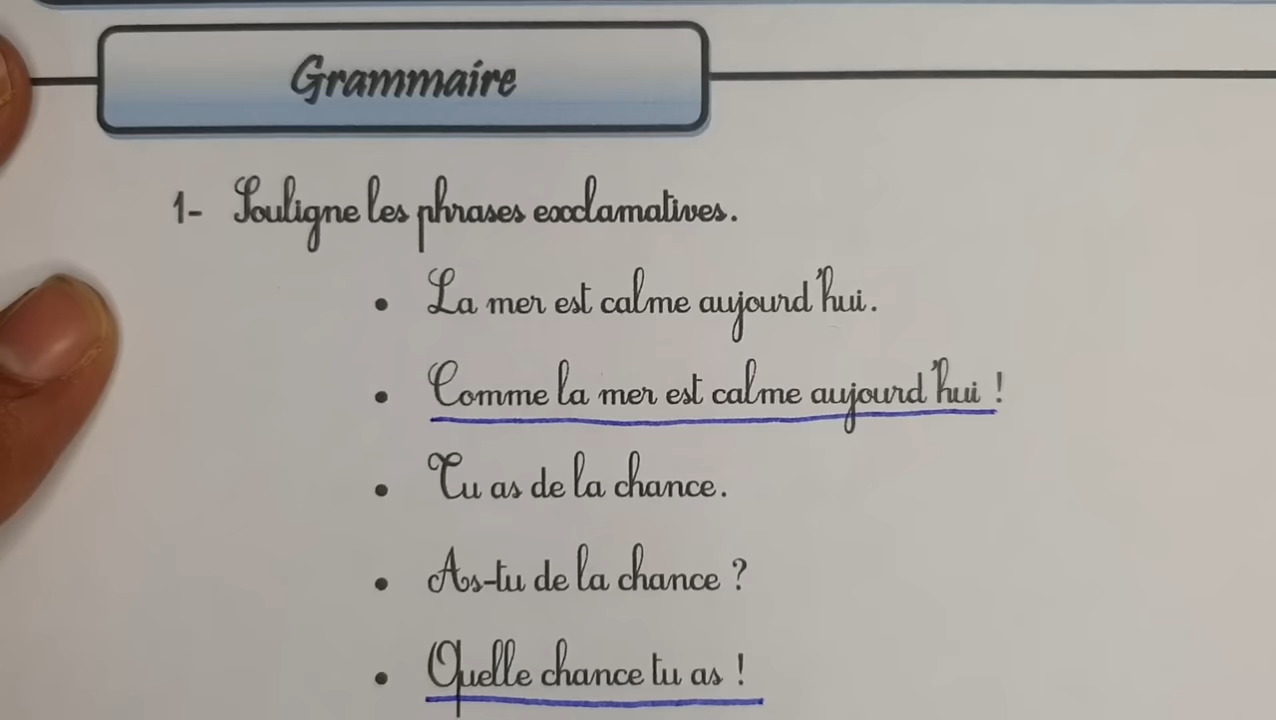 Grammaire
1- Souligne les phrases exclamatives.
• La mer est calme aujourd'hui.
• Comme la mer est calme aujourd'hui !
• Tu as de la chance.
• As-tu de la chance ?
• Quelle chance tu as !